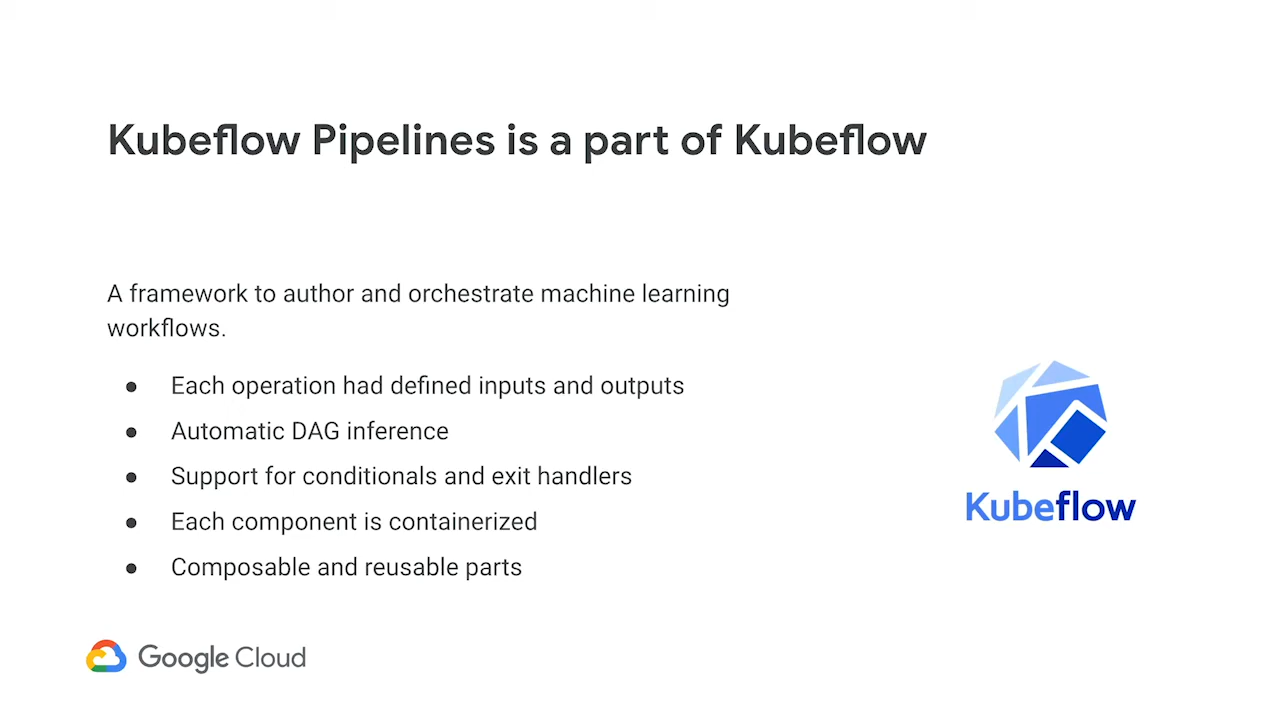 Kubeflow Pipelines is a part of Kubeflow
A framework to author and orchestrate machine learning
workflows.
● Each operation had defined inputs and outputs
● Automatic DAG inference
● Support for conditionals and exit handlers
● Each component is containerized
● Composable and reusable parts
Kubeflow
Google Cloud